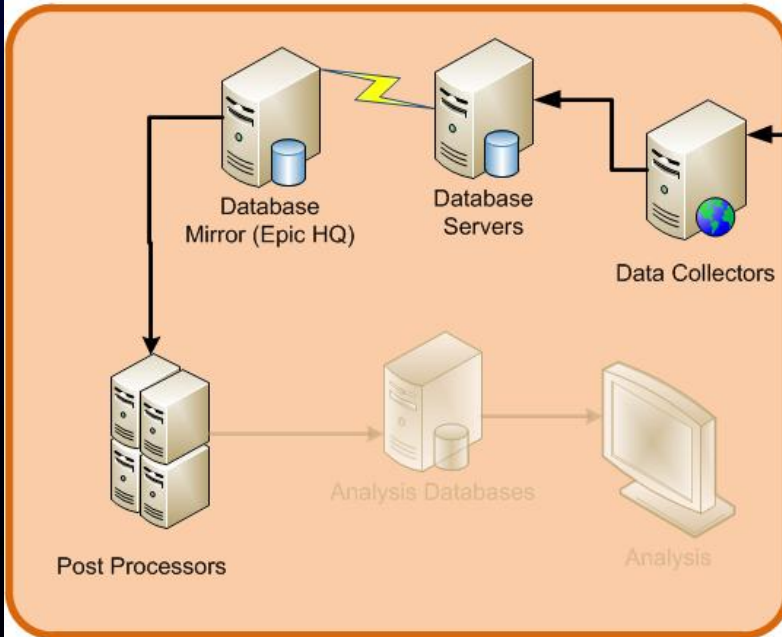 Database
Mirror (Epic HQ)
Database
Servers
Data Collectors
Analysis Databases
Post Processors
Analysis